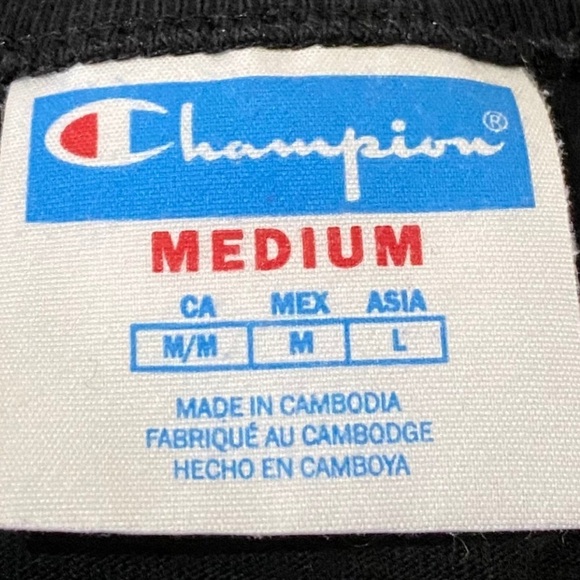 Champion®
MEDIUM
CA MEX ASIA
M/M M L
MADE IN CAMBODIA
FABRIQUÉ AU CAMBODGE
HECHO EN CAMBOYA